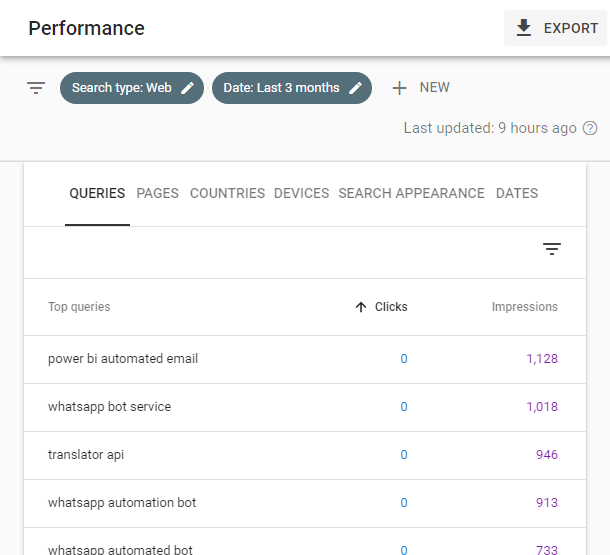 Performance
EXPORT
Search type: Web
Date: Last 3 months
NEW
Last updated: 9 hours ago
QUERIES PAGES COUNTRIES DEVICES SEARCH APPEARANCE DATES
Top queries Clicks Impressions
power bi automated email 0 1,128
whatsapp bot service 0 1,018
translator api 0 946
whatsapp automation bot 0 913
whatsapp automated bot 0 733